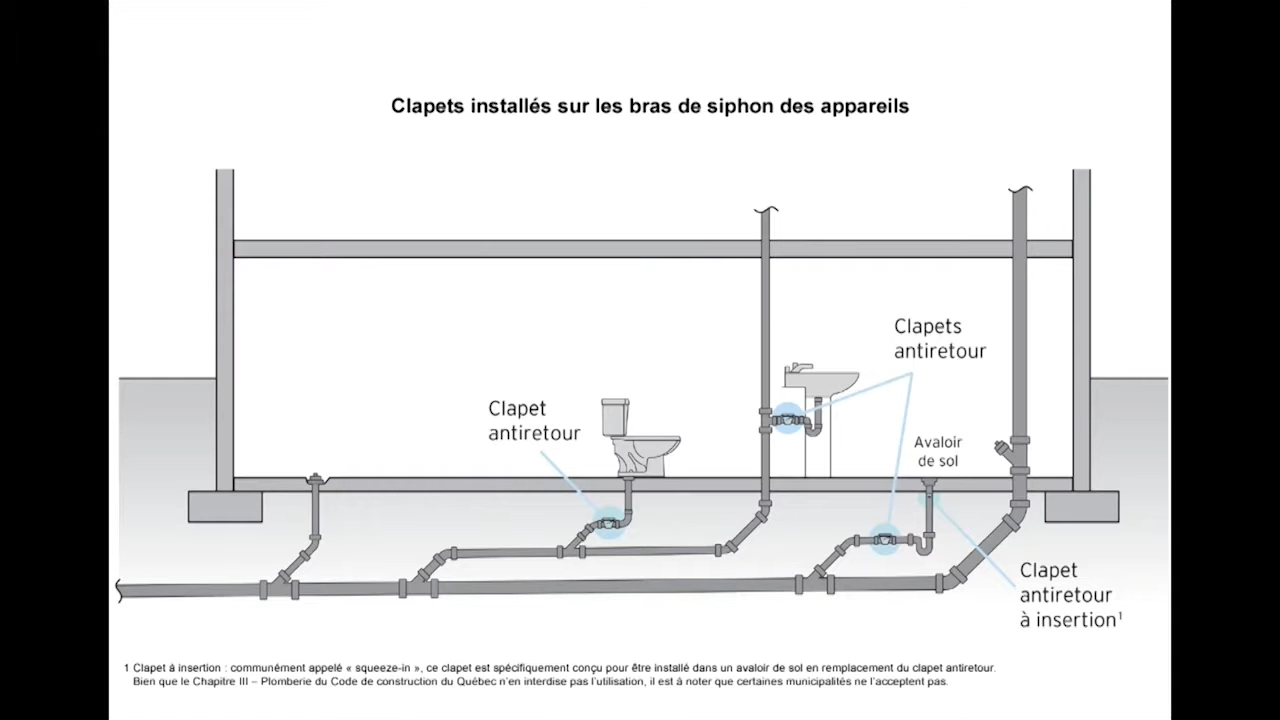 Clapets installés sur les bras de siphon des appareils
Clapets
antiretour
Clapet
antiretour
Avaloir
de sol
Clapet
antiretour
à insertion¹
1 Clapet à insertion : communément appelé « squeeze-in », ce clapet est spécifiquement conçu pour être installé dans un avaloir de sol en remplacement du clapet antiretour.
Bien que le Chapitre III – Plomberie du Code de construction du Québec n'en interdise pas l'utilisation, il est à noter que certaines municipalités ne l'acceptent pas.